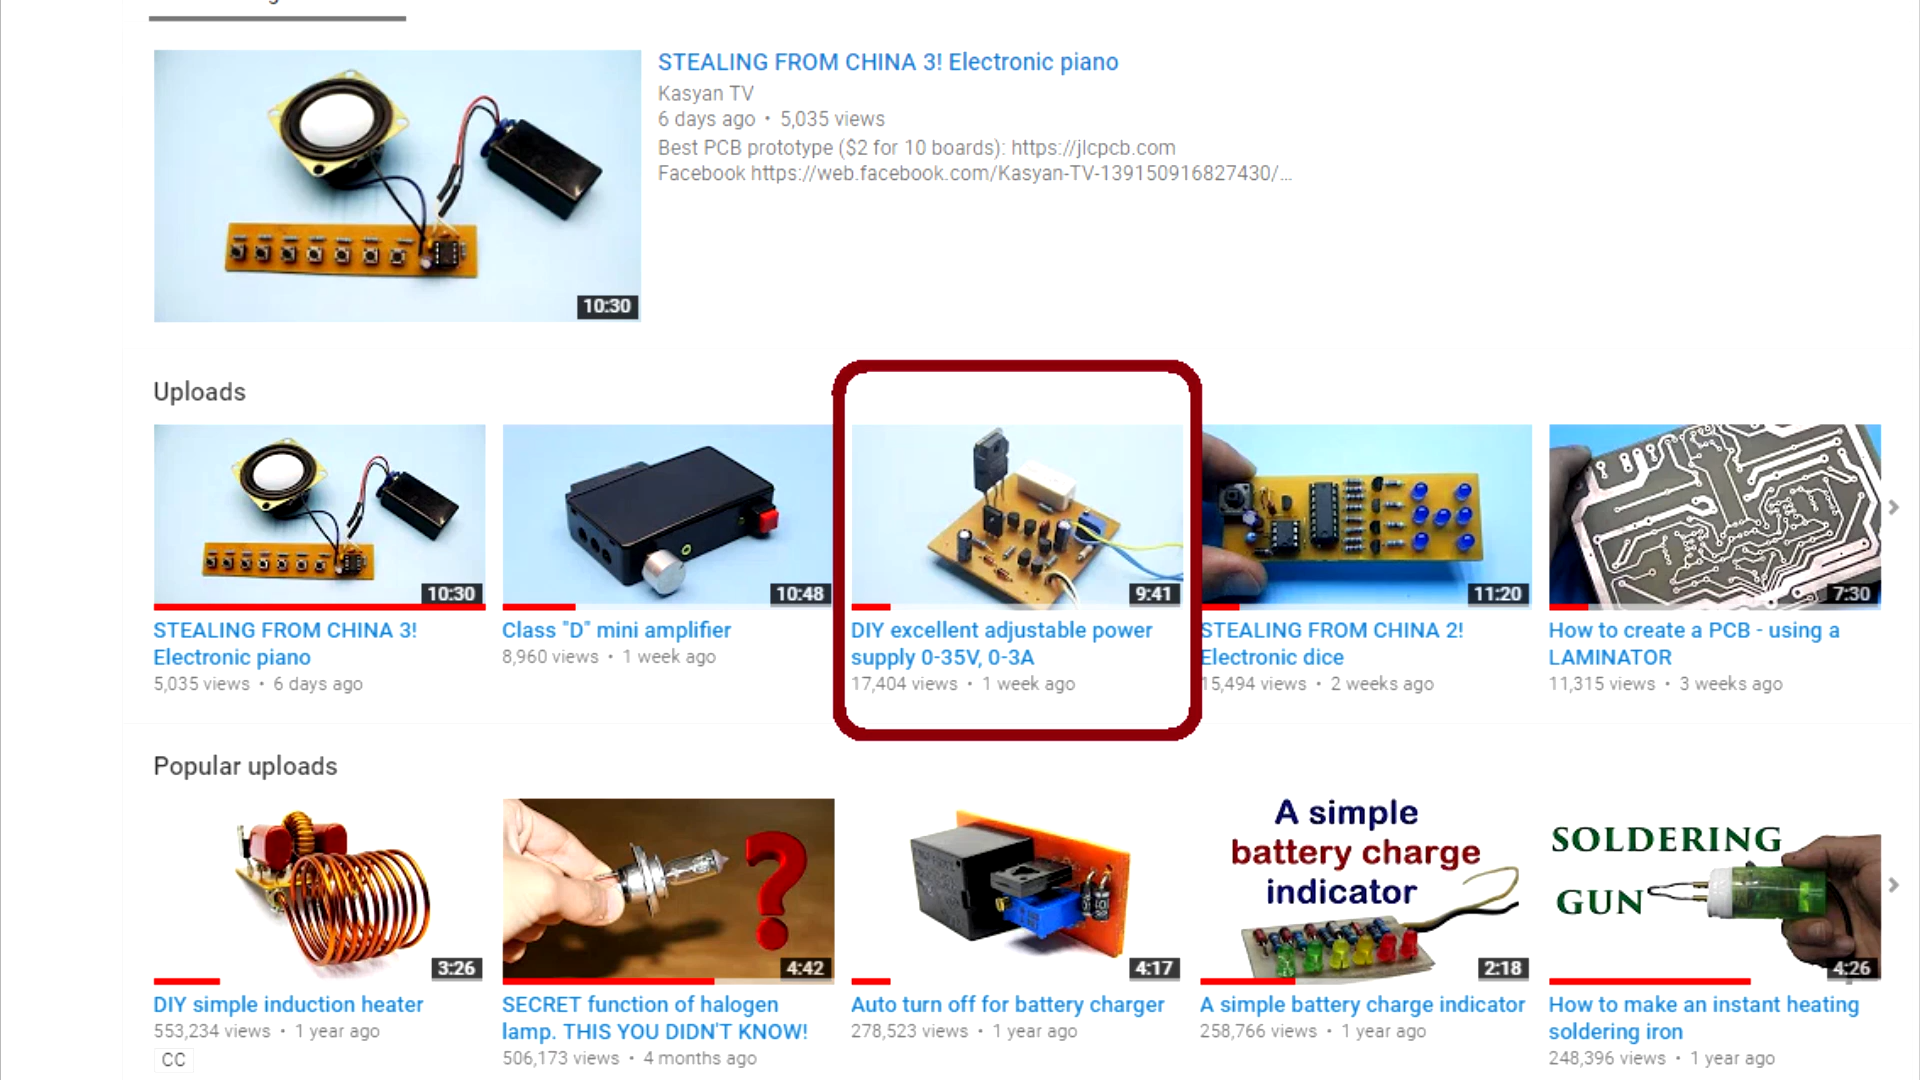 STEALING FROM CHINA 3! Electronic piano
Kasyan TV
6 days ago • 5,035 views
Best PCB prototype ($2 for 10 boards): https://jlcpcb.com
Facebook https://web.facebook.com/Kasyan-TV-139150916827430/...
10:30
Uploads
10:30
STEALING FROM CHINA 3!
Electronic piano
5,035 views • 6 days ago
10:48
Class "D" mini amplifier
8,960 views • 1 week ago
9:41
DIY excellent adjustable power
supply 0-35V, 0-3A
17,404 views • 1 week ago
11:20
STEALING FROM CHINA 2!
Electronic dice
15,494 views • 2 weeks ago
7:30
How to create a PCB - using a
LAMINATOR
11,315 views • 3 weeks ago
Popular uploads
3:26
DIY simple induction heater
553,234 views • 1 year ago
CC
4:42
SECRET function of halogen
lamp. THIS YOU DIDN'T KNOW!
506,173 views • 4 months ago
4:17
Auto turn off for battery charger
278,523 views • 1 year ago
A simple
battery charge
indicator
2:18
A simple battery charge indicator
258,766 views • 1 year ago
SOLDERING
GUN
4:26
How to make an instant heating
soldering iron
248,396 views • 1 year ago